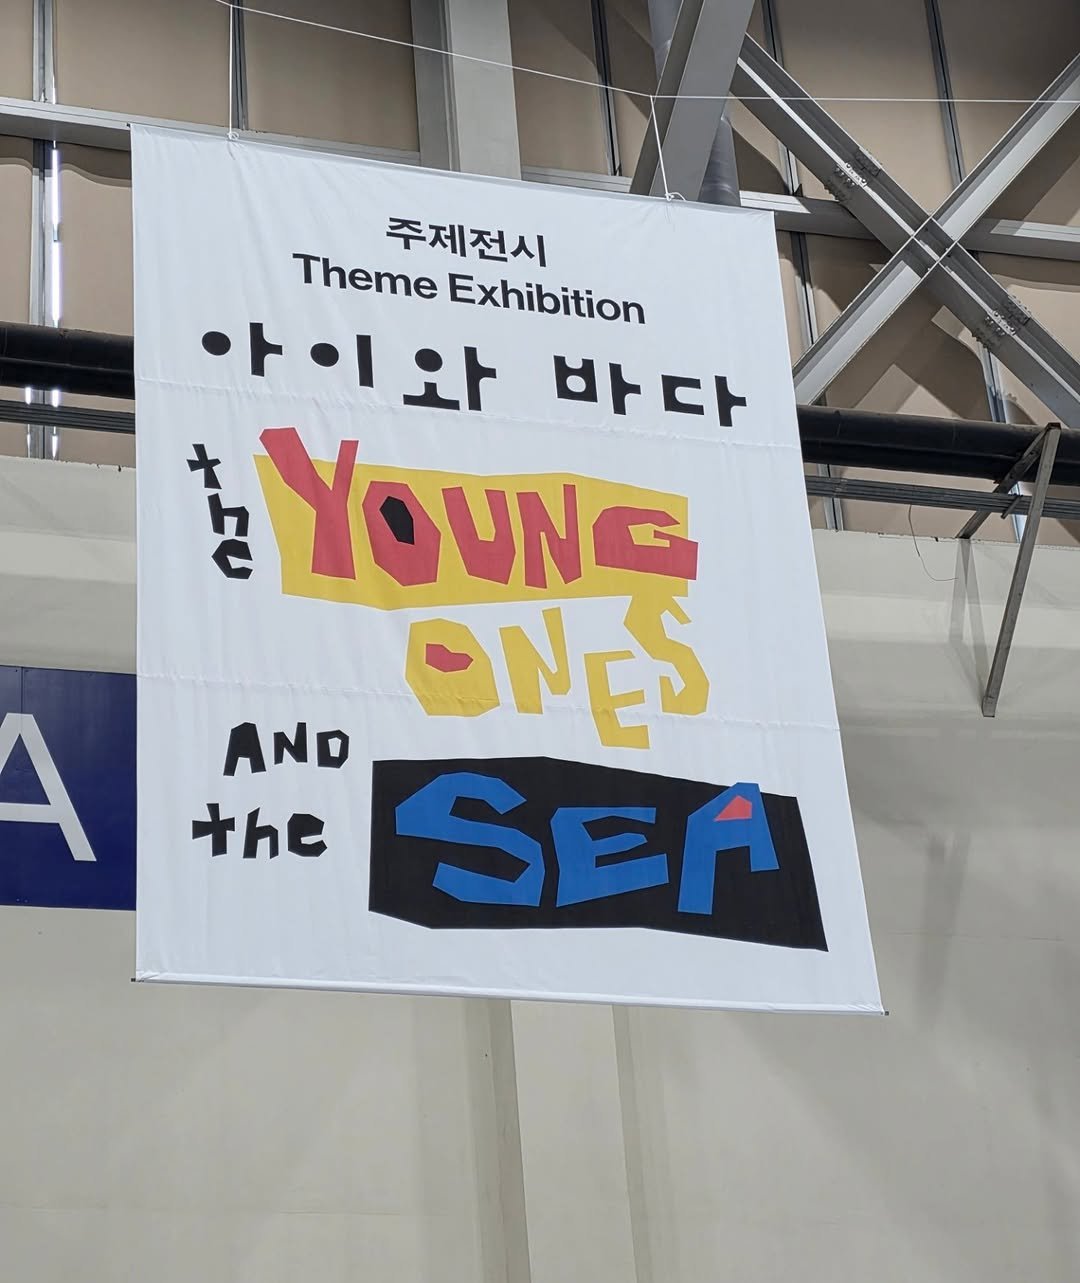 주제전시
Theme Exhibition
아이와 바다
the YOUNG
ONES
AND
the SEA
A